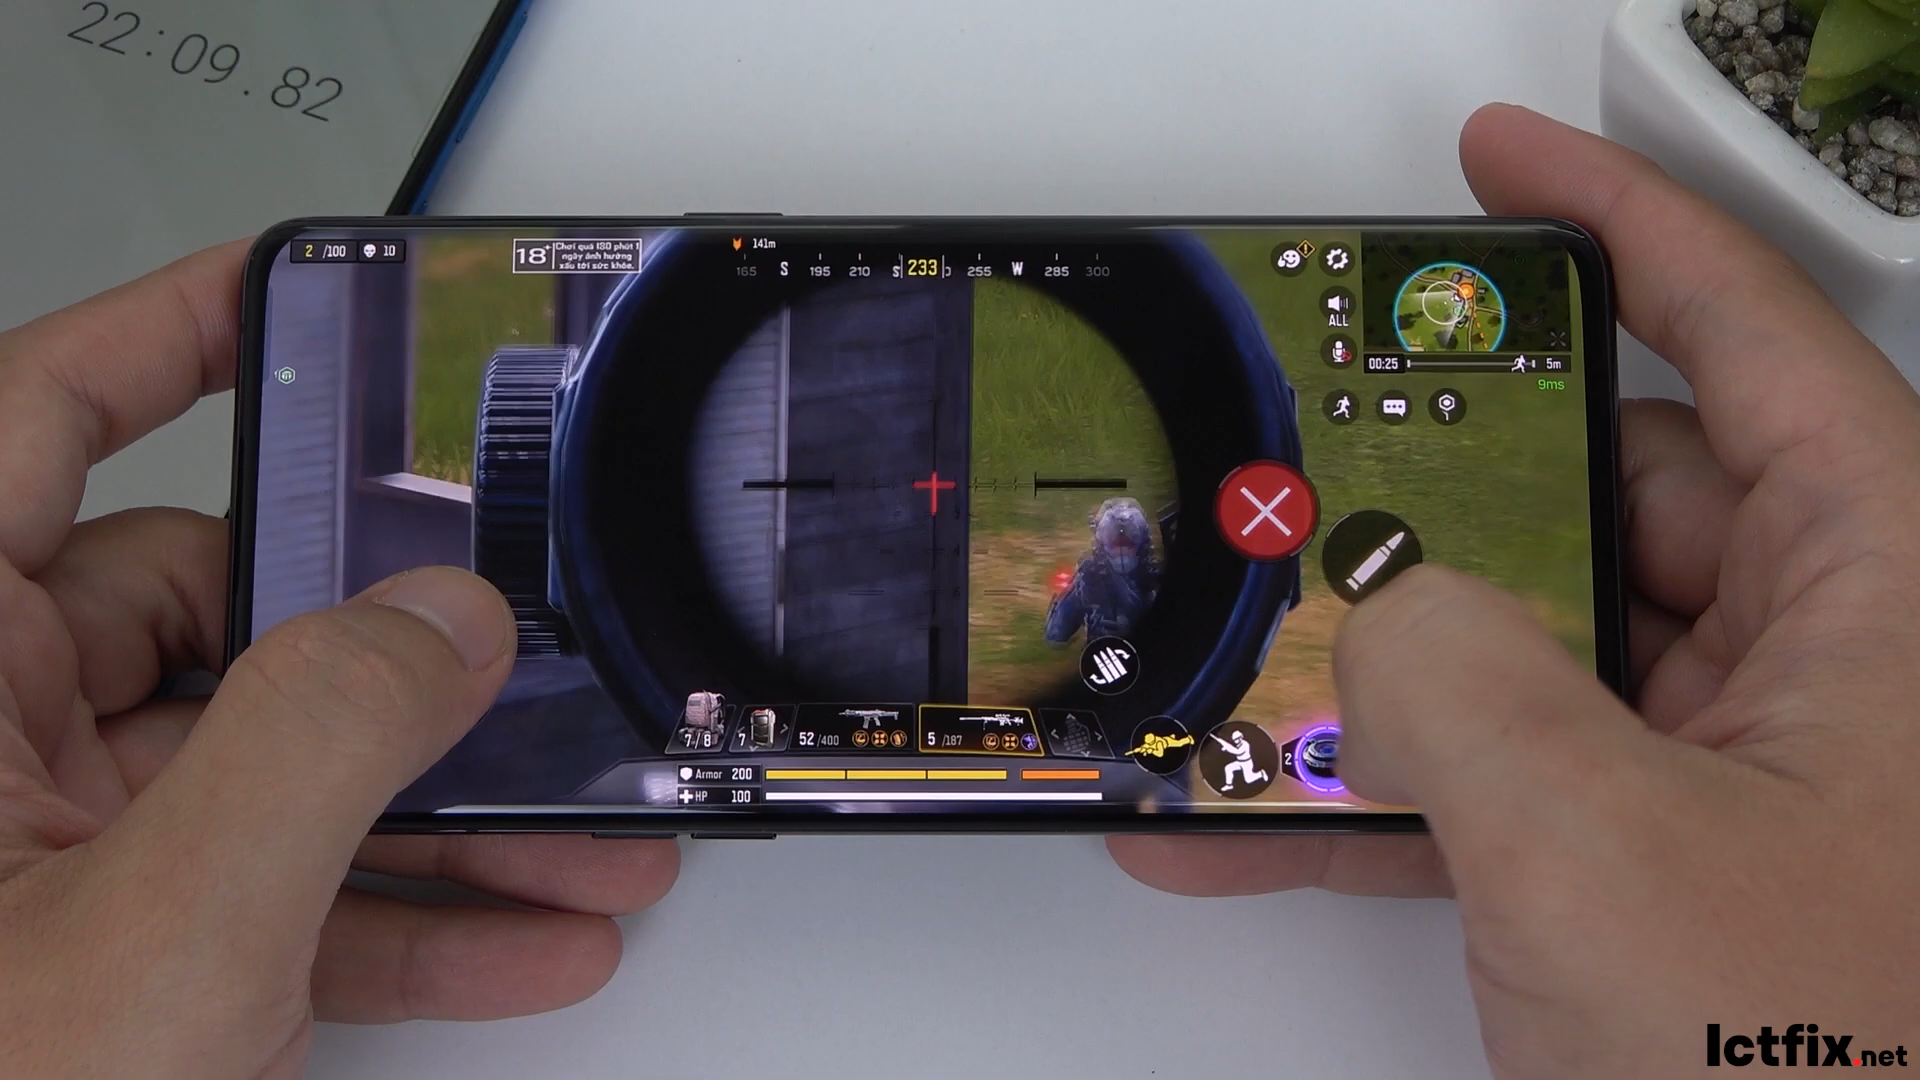 22:09.82
2 /100 10
18+ Chơi quá 180 phút 1
ngày ảnh hưởng
xấu tới sức khỏe.
141m
165 S 195 210 S 233 255 W 285 300
ALL
00:25 5m
9ms
7/8 7 52/400 5 /187
2
Armor 200
HP 100
Ictfix.net